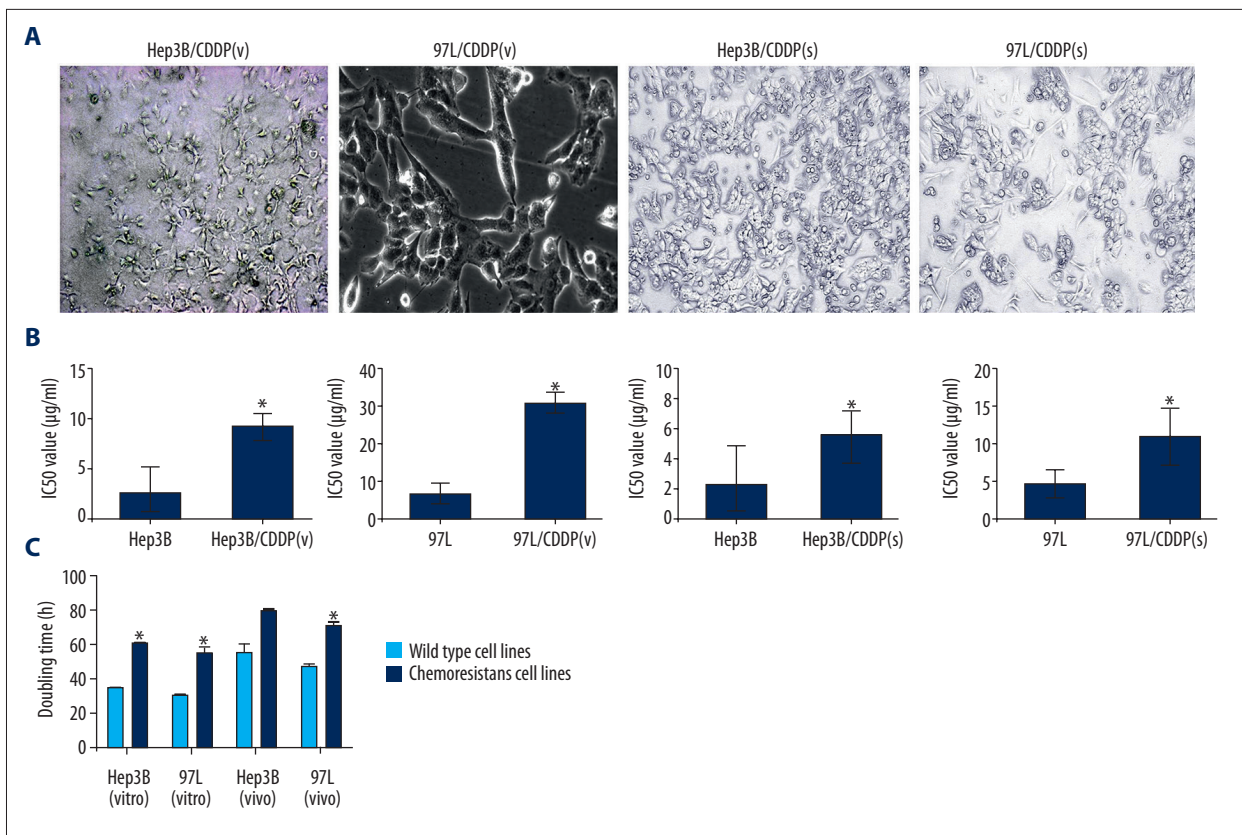 A
Hep3B/CDDP(v) 97L/CDDP(v) Hep3B/CDDP(s) 97L/CDDP(s)
B
IC50 value (µg/ml)
15
10
5
0
Hep3B Hep3B/CDDP(v)
*
IC50 value (µg/ml)
40
30
20
10
0
97L 97L/CDDP(v)
*
IC50 value (µg/ml)
10
8
6
4
2
0
Hep3B Hep3B/CDDP(s)
*
IC50 value (µg/ml)
20
15
10
5
0
97L 97L/CDDP(s)
*
C
Doubling time (h)
100
80
60
40
60
0
* * *
Hep3B (vitro)
97L (vitro)
Hep3B (vivo)
97L (vivo)
Wild type cell lines
Chemoresistans cell lines